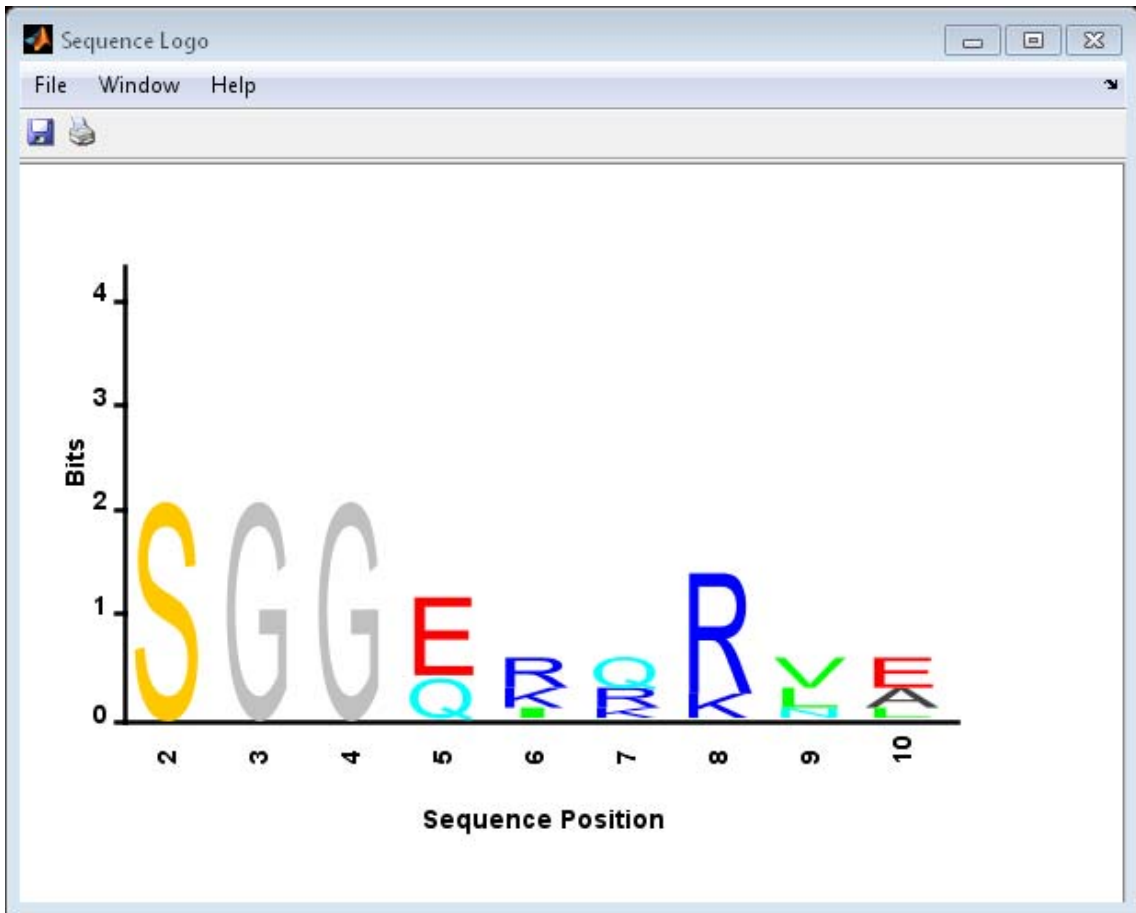 Sequence Logo
File Window Help
4
3
2
1
0
Bits
S G G E R Q R V E
Q K R K L A
I K N L
2 3 4 5 6 7 8 9 10
Sequence Position